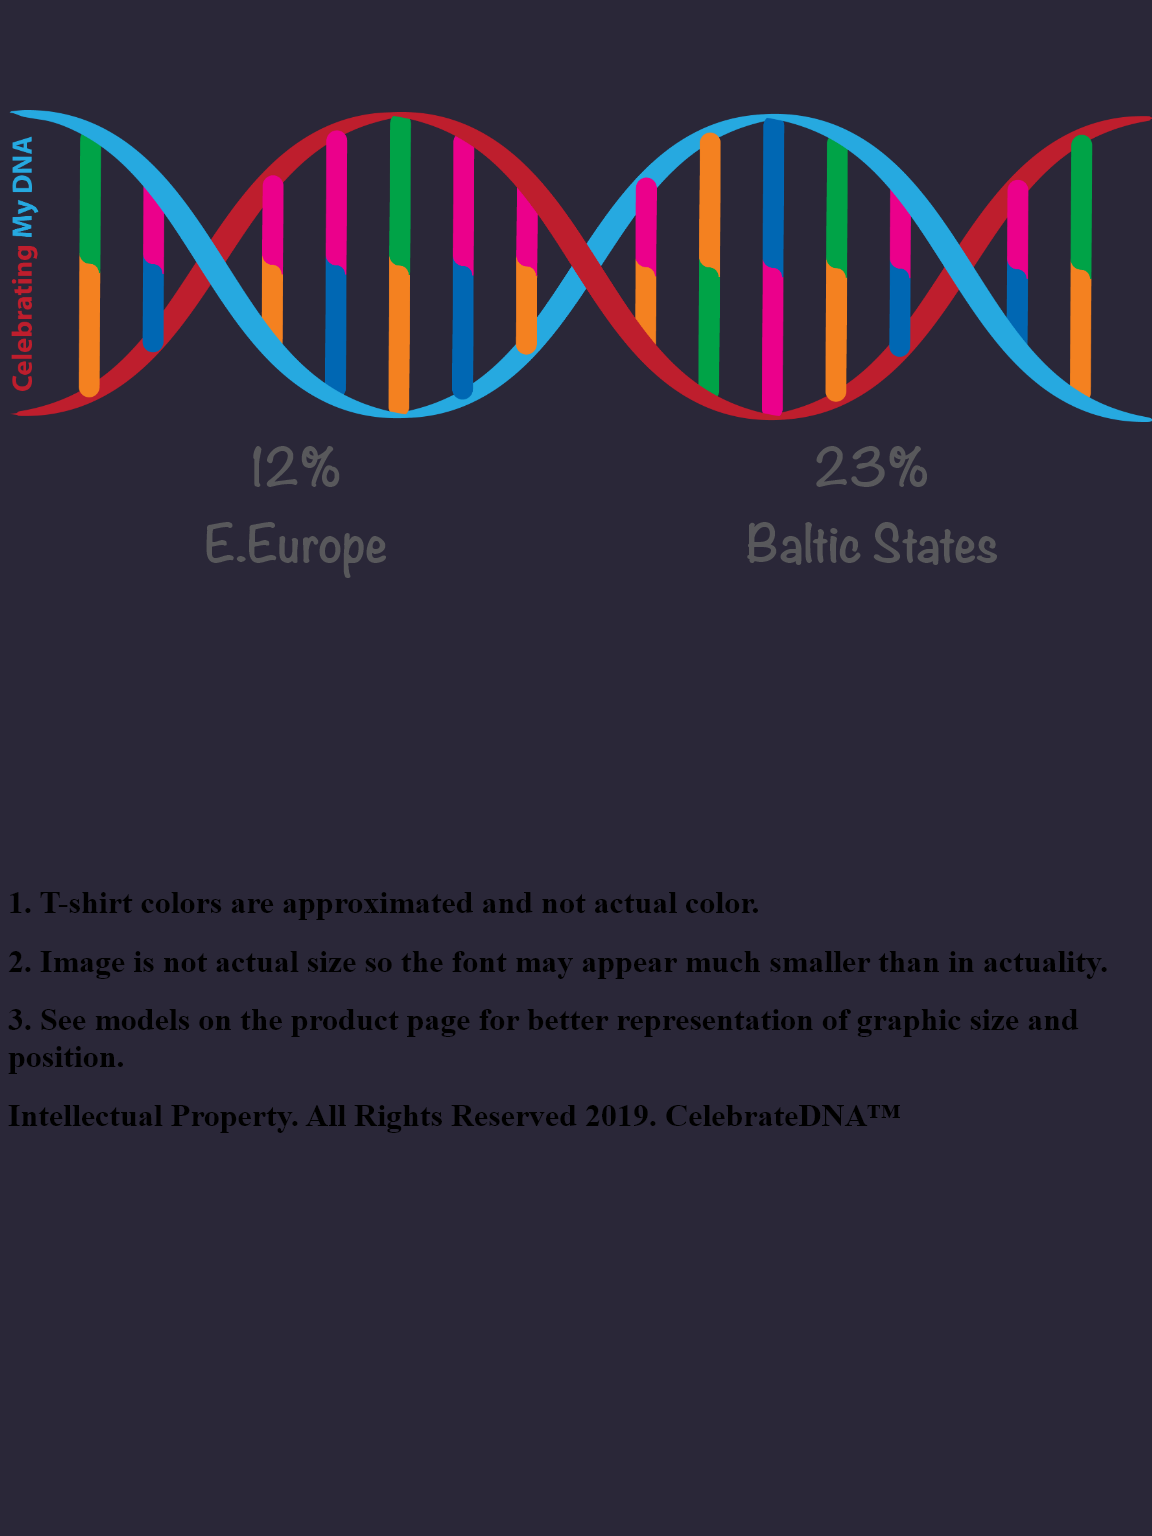 Celebrating My DNA
12%
23%
E.Europe
Baltic States
1. T-shirt colors are approximated and not actual color.
2. Image is not actual size so the font may appear much smaller than in actuality.
3. See models on the product page for better representation of graphic size and
position.
Intellectual Property. All Rights Reserved 2019. CelebrateDNA™